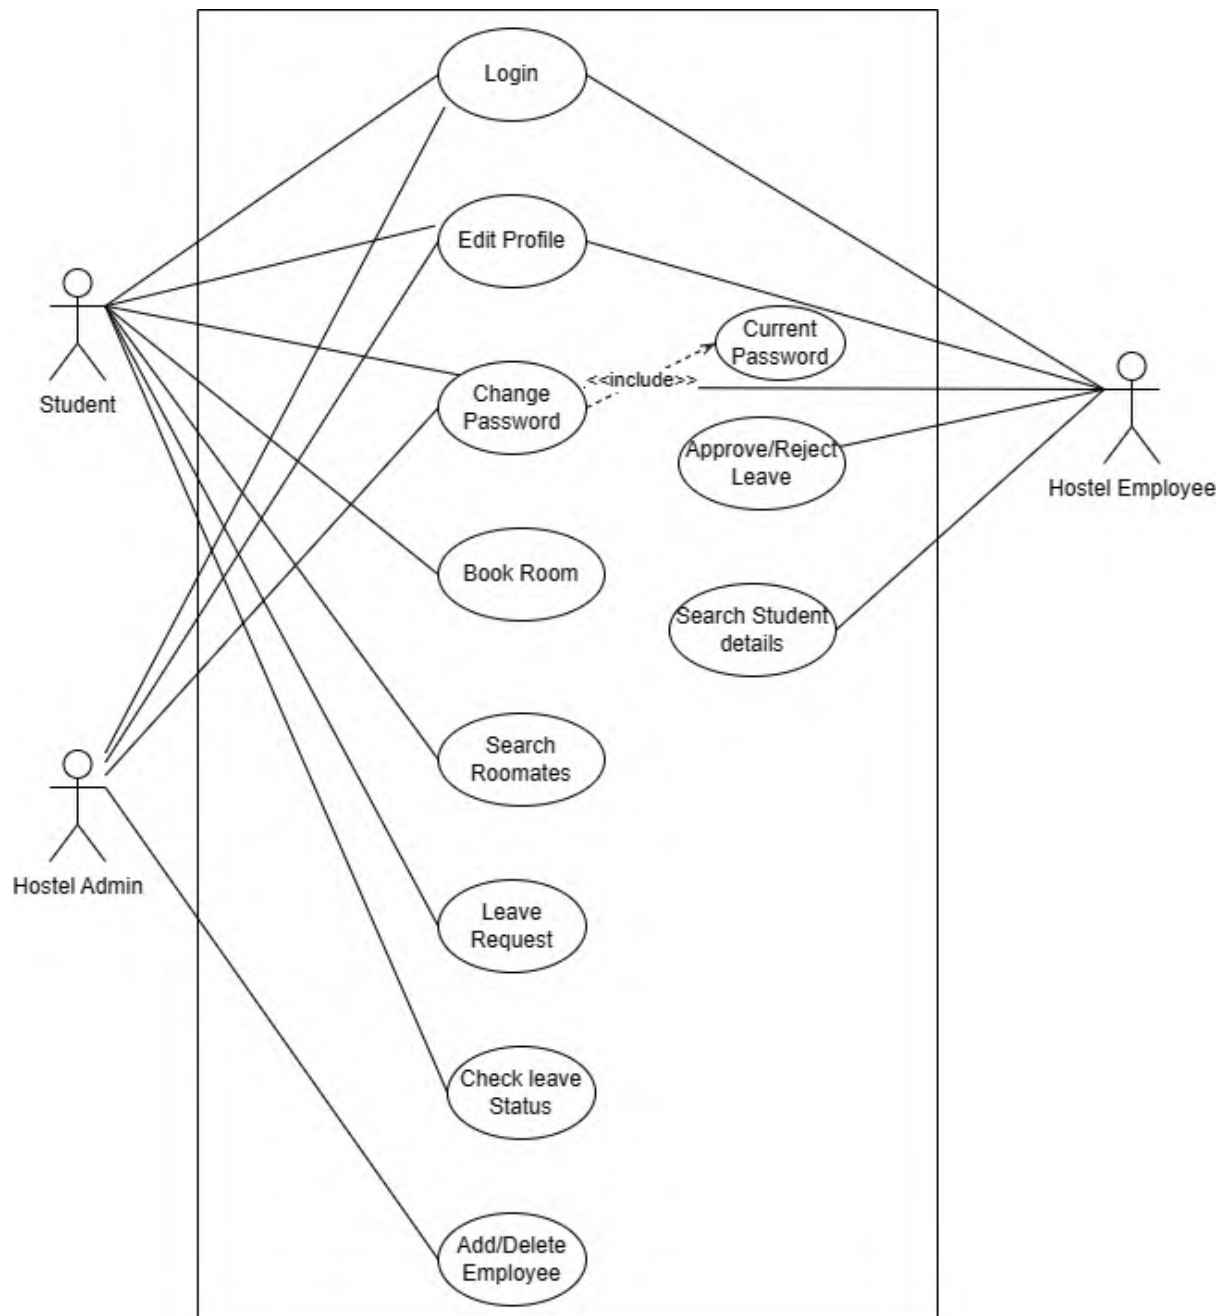 Login
Edit Profile
Current
Password
<<include>>
Change
Password
Student
Approve/Reject
Leave
Hostel Employee
Book Room
Search Student
details
Search
Roomates
Hostel Admin
Leave
Request
Check leave
Status
Add/Delete
Employee